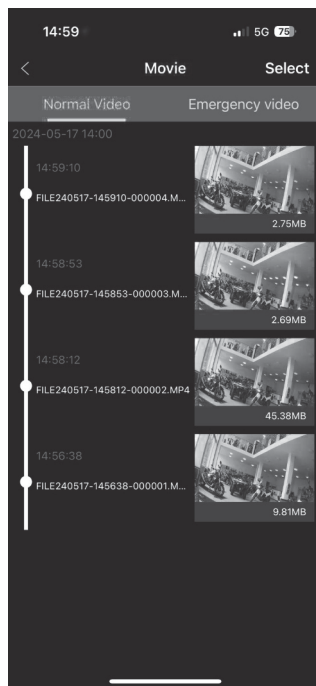 14:59
5G 75
Movie
Select
Normal Video
Emergency video
2024-05-17 14:00
14:59:10
FILE240517-145910-000004.M...
2.75MB
14:58:53
FILE240517-145853-000003.M...
2.69MB
14:58:12
FILE240517-145812-000002.MP4
45.38MB
14:56:38
FILE240517-145638-000001.M...
9.81MB